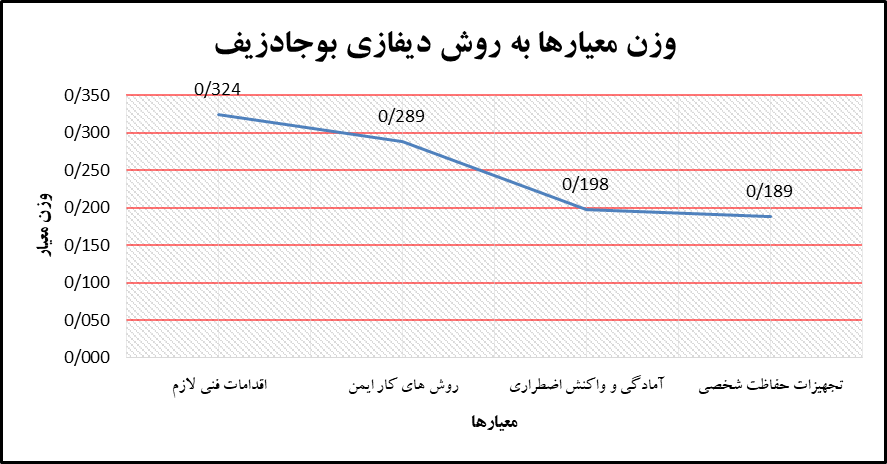 وزن معیارها به روش دیفازی بوجادزیف
0/350
0/300
0/250
0/200
0/150
0/100
0/050
0/000
وزن معیار
0/324
0/289
0/198
0/189
اقدامات فنی لازم
روش های کار ایمن
آمادگی و واکنش اضطراری
تجهیزات حفاظت شخصی
معیارها